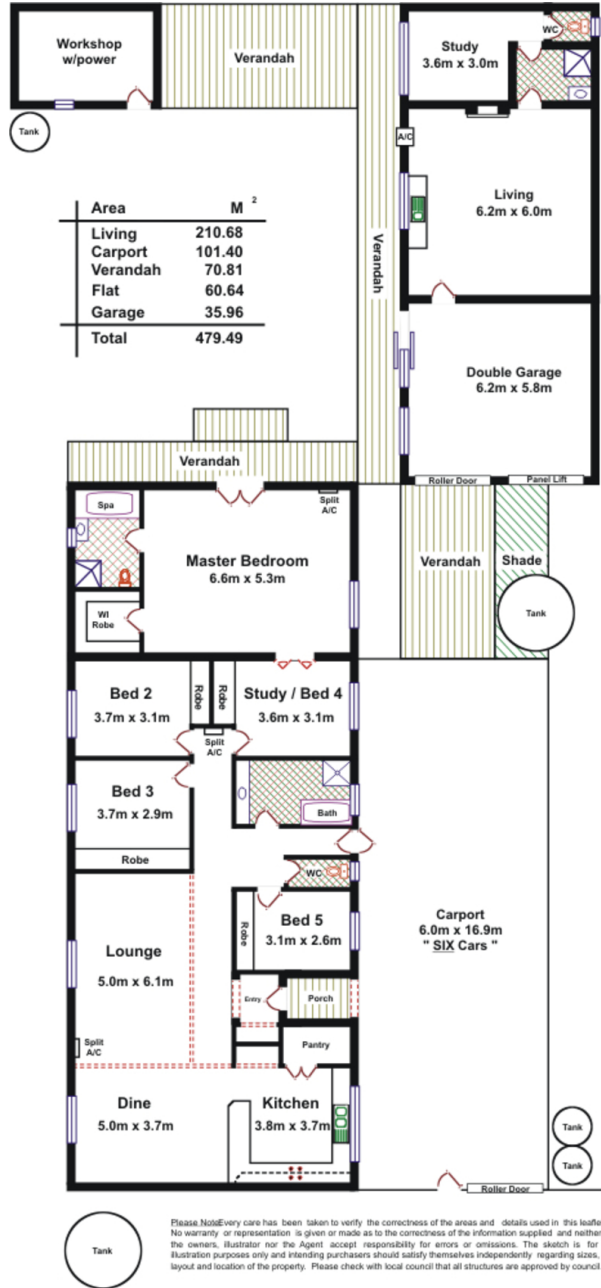 Workshop
w/power
Verandah
Study
3.6m x 3.0m
WC
Tank
A/C
Living
6.2m x 6.0m
Verandah
Area M 2
Living 210.68
Carport 101.40
Verandah 70.81
Flat 60.64
Garage 35.96
Total 479.49
Double Garage
6.2m x 5.8m
Roller Door
Panel Lift
Verandah
Spa
Split
A/C
Master Bedroom
6.6m x 5.3m
WI
Robe
Verandah
Shade
Tank
Bed 2
3.7m x 3.1m
Robe
Robe
Study / Bed 4
3.6m x 3.1m
Split
A/C
Bed 3
3.7m x 2.9m
Robe
Bath
WC
Bed 5
3.1m x 2.6m
Robe
Carport
6.0m x 16.9m
" SIX Cars "
Lounge
5.0m x 6.1m
Entry
Porch
Split
A/C
Pantry
Dine
5.0m x 3.7m
Kitchen
3.8m x 3.7m
Tank
Tank
Roller Door
Tank
Please NoteEvery care has been taken to verify the correctness of the areas and details used in this leafle
No warranty or representation is given or made as to the correctness of the information supplied and neither
the owners, illustrator nor the Agent accept responsibility for errors or omissions. The sketch is for
illustration purposes only and intending purchasers should satisfy themselves independently regarding sizes,
layout and location of the property. Please check with local council that all structures are approved by council